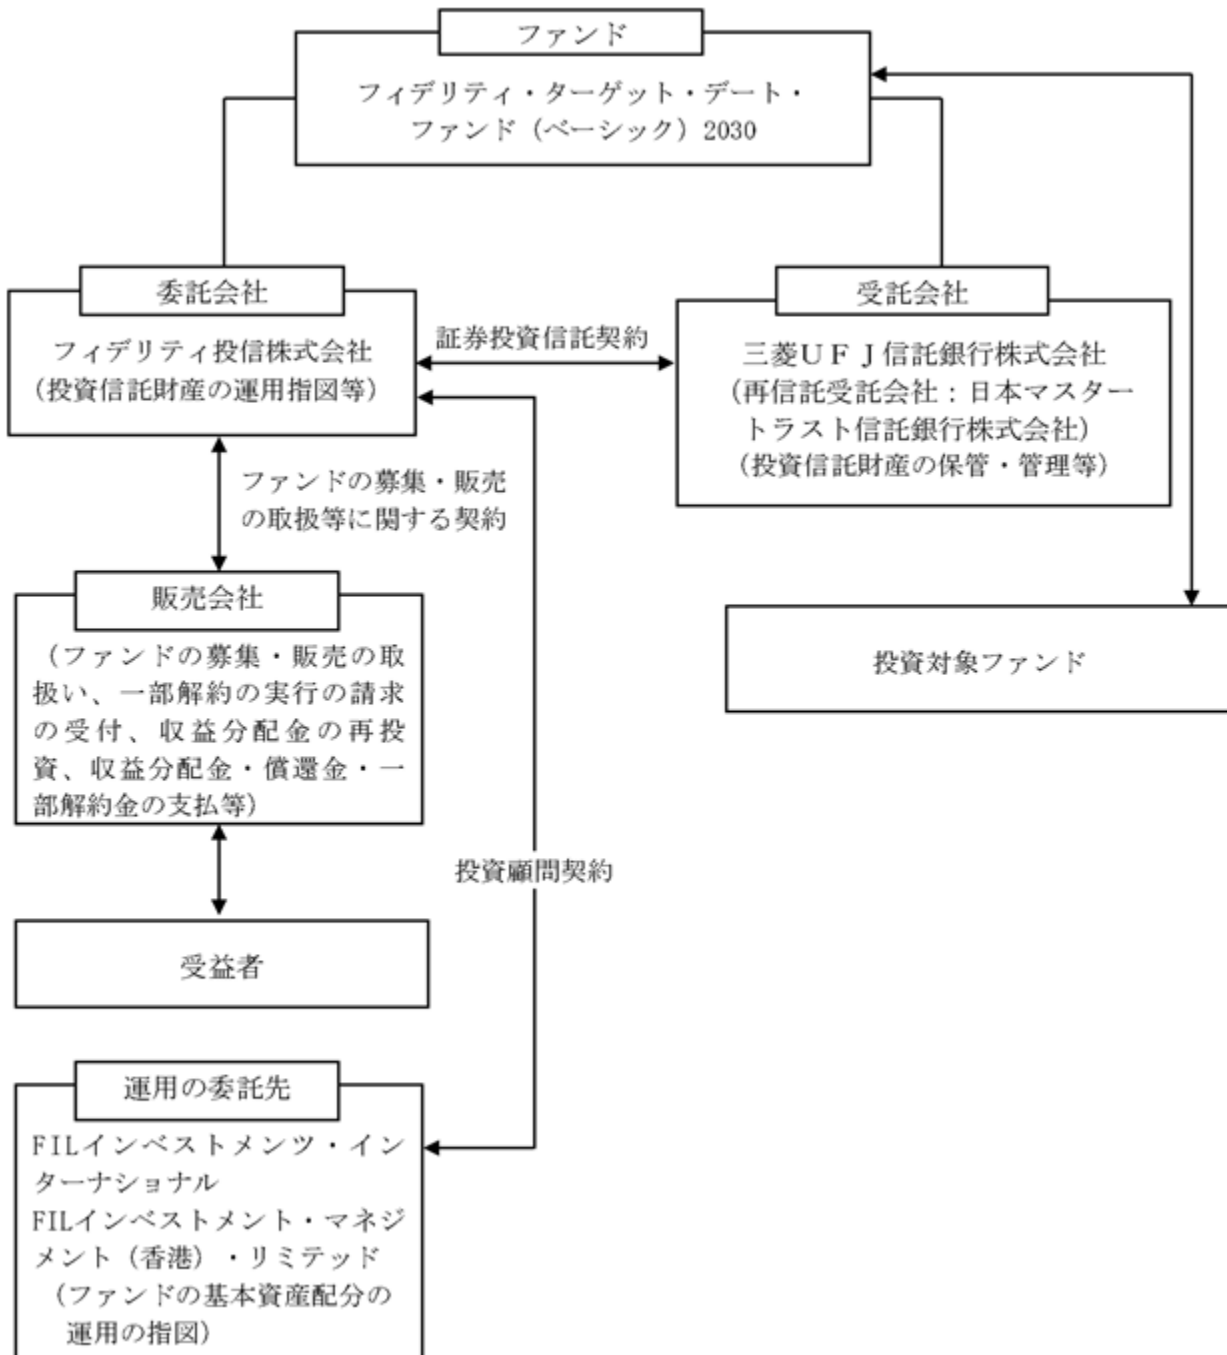 ファンド
フィデリティ・ターゲット・デート・
ファンド（ベーシック）2030
委託会社
フィデリティ投信株式会社
（投資信託財産の運用指図等）
証券投資信託契約
受託会社
三菱ＵＦＪ信託銀行株式会社
（再信託受託会社：日本マスター
トラスト信託銀行株式会社）
（投資信託財産の保管・管理等）
ファンドの募集・販売
の取扱等に関する契約
販売会社
（ファンドの募集・販売の取
扱い、一部解約の実行の請求
の受付、収益分配金の再投
資、収益分配金・償還金・一
部解約金の支払等）
投資対象ファンド
投資顧問契約
受益者
運用の委託先
FILインベストメンツ・イン
ターナショナル
FILインベストメント・マネジ
メント（香港）・リミテッド
（ファンドの基本資産配分の
運用の指図）